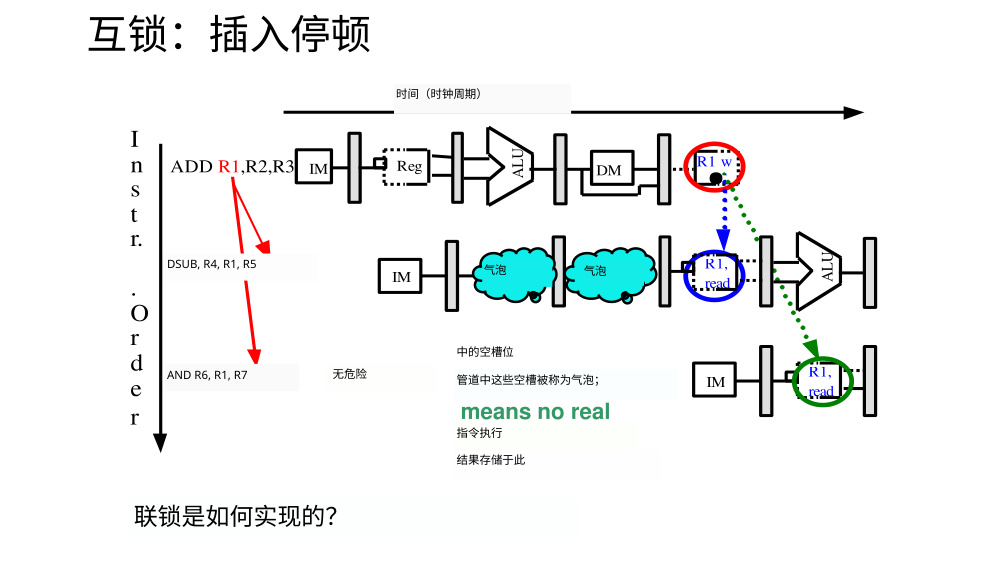 互锁：插入停顿
时间（时钟周期）
Instr.
.Order
ADD R1,R2,R3
IM
Reg
ALU
DM
R1 w
DSUB, R4, R1, R5
IM
气泡
气泡
R1,
read
ALU
AND R6, R1, R7
无危险
IM
R1,
read
中的空槽位
管道中这些空槽被称为气泡；
means no real
指令执行
结果存储于此
联锁是如何实现的？